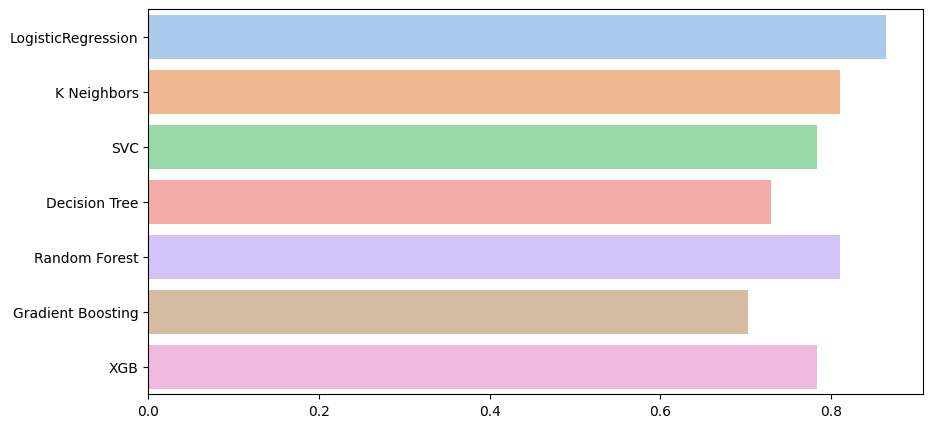 LogisticRegression
K Neighbors
SVC
Decision Tree
Random Forest
Gradient Boosting
XGB
0.0 0.2 0.4 0.6 0.8